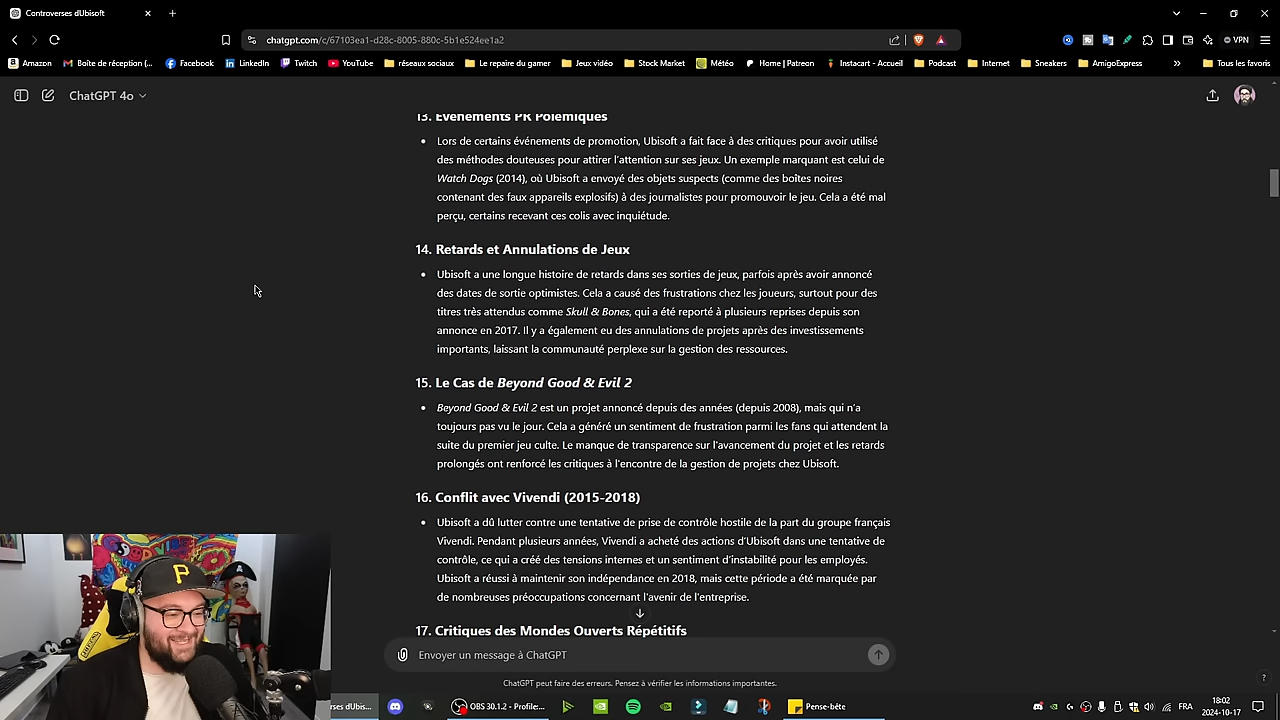 Controverses dUbisoft
chatgpt.com/c/67103ea1-d28c-8005-880c-5b1e524ee1a2
VPN
Amazon
Boîte de réception (...
Facebook
LinkedIn
Twitch
YouTube
réseaux sociaux
Le repaire du gamer
Jeux vidéo
Stock Market
Météo
Home | Patreon
Instacart - Accueil
Podcast
Internet
Sneakers
AmigoExpress
Tous les favoris
ChatGPT 4o
13. Événements PR Polémiques
Lors de certains événements de promotion, Ubisoft a fait face à des critiques pour avoir utilisé
des méthodes douteuses pour attirer l'attention sur ses jeux. Un exemple marquant est celui de
Watch Dogs (2014), où Ubisoft a envoyé des objets suspects (comme des boîtes noires
contenant des faux appareils explosifs) à des journalistes pour promouvoir le jeu. Cela a été mal
perçu, certains recevant ces colis avec inquiétude.
14. Retards et Annulations de Jeux
Ubisoft a une longue histoire de retards dans ses sorties de jeux, parfois après avoir annoncé
des dates de sortie optimistes. Cela a causé des frustrations chez les joueurs, surtout pour des
titres très attendus comme Skull & Bones, qui a été reporté à plusieurs reprises depuis son
annonce en 2017. Il y a également eu des annulations de projets après des investissements
importants, laissant la communauté perplexe sur la gestion des ressources.
15. Le Cas de Beyond Good & Evil 2
Beyond Good & Evil 2 est un projet annoncé depuis des années (depuis 2008), mais qui n'a
toujours pas vu le jour. Cela a généré un sentiment de frustration parmi les fans qui attendent la
suite du premier jeu culte. Le manque de transparence sur l'avancement du projet et les retards
prolongés ont renforcé les critiques à l'encontre de la gestion de projets chez Ubisoft.
16. Conflit avec Vivendi (2015-2018)
Ubisoft a dû lutter contre une tentative de prise de contrôle hostile de la part du groupe français
Vivendi. Pendant plusieurs années, Vivendi a acheté des actions d'Ubisoft dans une tentative de
contrôle, ce qui a créé des tensions internes et un sentiment d'instabilité pour les employés.
Ubisoft a réussi à maintenir son indépendance en 2018, mais cette période a été marquée par
de nombreuses préoccupations concernant l'avenir de l'entreprise.
17. Critiques des Mondes Ouverts Répétitifs
Envoyer un message à ChatGPT
ChatGPT peut faire des erreurs. Pensez à vérifier les informations importantes.
rses dUbis...
OBS 30.1.2 - Profile:...
Pense-bête
FRA
18:02
2024-10-17
P